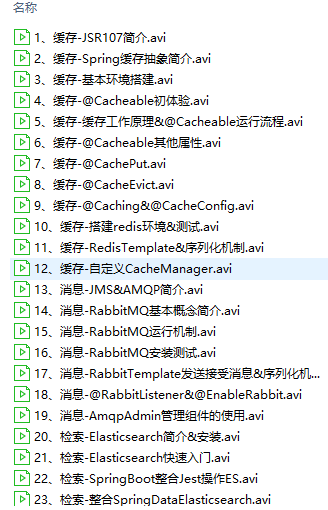 名称
1、缓存-JSR107简介.avi
2、缓存-Spring缓存抽象简介.avi
3、缓存-基本环境搭建.avi
4、缓存-@Cacheable初体验.avi
5、缓存-缓存工作原理&@Cacheable运行流程.avi
6、缓存-@Cacheable其他属性.avi
7、缓存-@CachePut.avi
8、缓存-@CacheEvict.avi
9、缓存-@Caching&@CacheConfig.avi
10、缓存-搭建redis环境&测试.avi
11、缓存-RedisTemplate&序列化机制.avi
12、缓存-自定义CacheManager.avi
13、消息-JMS&AMQP简介.avi
14、消息-RabbitMQ基本概念简介.avi
15、消息-RabbitMQ运行机制.avi
16、消息-RabbitMQ安装测试.avi
17、消息-RabbitTemplate发送接受消息&序列化机...
18、消息-@RabbitListener&@EnableRabbit.avi
19、消息-AmqpAdmin管理组件的使用.avi
20、检索-Elasticsearch简介&安装.avi
21、检索-Elasticsearch快速入门.avi
22、检索-SpringBoot整合Jest操作ES.avi
23、检索-整合SpringDataElasticsearch.avi